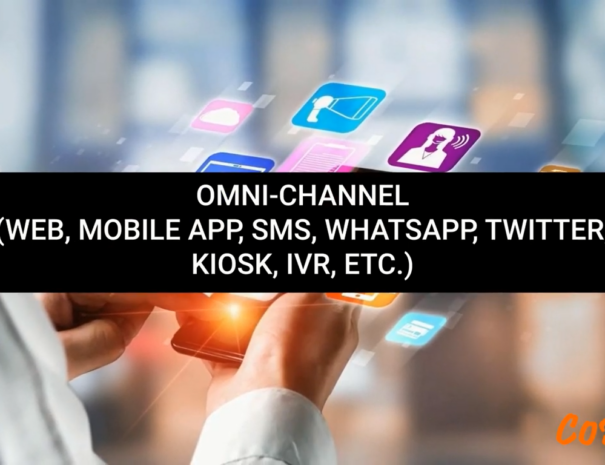 OMNI-CHANNEL
(WEB, MOBILE APP, SMS, WHATSAPP, TWITTER
KIOSK, IVR, ETC.)